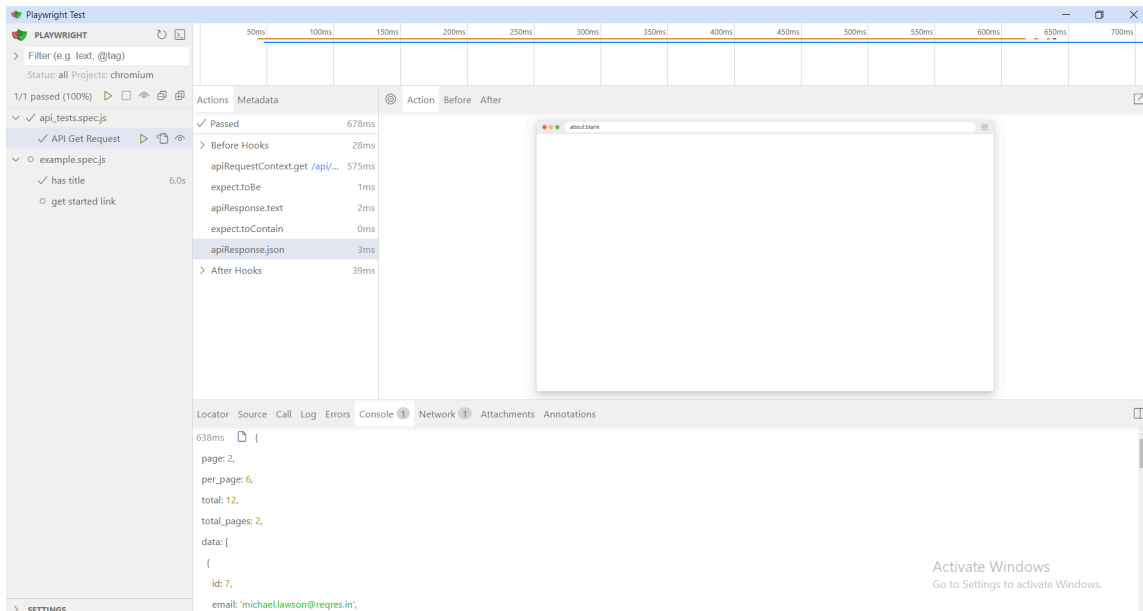 Playwright Test
PLAYWRIGHT
Filter (e.g. text, @tag)
Status: all Projects: chromium
1/1 passed (100%)
api_tests.spec.js
API Get Request
example.spec.js
has title 6.0s
get started link
SETTINGS
50ms 100ms 150ms 200ms 250ms 300ms 350ms 400ms 450ms 500ms 550ms 600ms 650ms 700ms
Actions Metadata
Passed 678ms
Before Hooks 28ms
apiRequestContext.get /api/... 575ms
expect.toBe 1ms
apiResponse.text 2ms
expect.toContain 0ms
apiResponse.json 3ms
After Hooks 39ms
Action Before After
about:blank
Locator Source Call Log Errors Console 1 Network 1 Attachments Annotations
638ms {
page: 2,
per_page: 6,
total: 12,
total_pages: 2,
data: [
{
id: 7,
email: 'michael.lawson@reqres.in',
Activate Windows
Go to Settings to activate Windows.